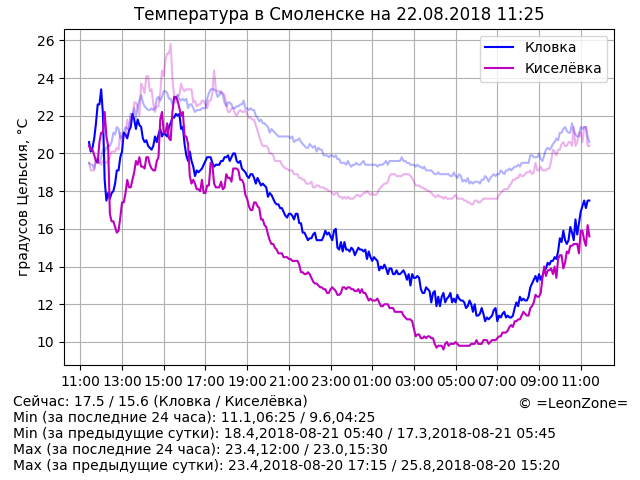 Температура в Смоленске на 22.08.2018 11:25
градусов Цельсия, °C
26
24
22
20
18
16
14
12
10
Кловка
Киселёвка
11:00 13:00 15:00 17:00 19:00 21:00 23:00 01:00 03:00 05:00 07:00 09:00 11:00
Сейчас: 17.5 / 15.6 (Кловка / Киселёвка)
© =LeonZone=
Min (за последние 24 часа): 11.1,06:25 / 9.6,04:25
Min (за предыдущие сутки): 18.4,2018-08-21 05:40 / 17.3,2018-08-21 05:45
Max (за последние 24 часа): 23.4,12:00 / 23.0,15:30
Max (за предыдущие сутки): 23.4,2018-08-20 17:15 / 25.8,2018-08-20 15:20